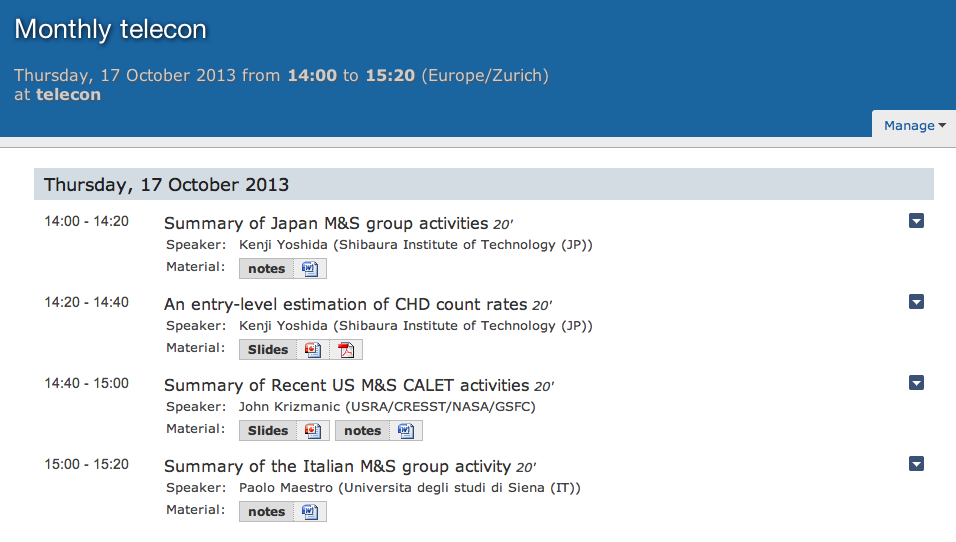 Monthly telecon
Thursday, 17 October 2013 from 14:00 to 15:20 (Europe/Zurich)
at telecon
Manage
Thursday, 17 October 2013
14:00 - 14:20 Summary of Japan M&S group activities 20'
Speaker: Kenji Yoshida (Shibaura Institute of Technology (JP))
Material: notes
14:20 - 14:40 An entry-level estimation of CHD count rates 20'
Speaker: Kenji Yoshida (Shibaura Institute of Technology (JP))
Material: Slides
14:40 - 15:00 Summary of Recent US M&S CALET activities 20'
Speaker: John Krizmanic (USRA/CRESST/NASA/GSFC)
Material: Slides notes
15:00 - 15:20 Summary of the Italian M&S group activity 20'
Speaker: Paolo Maestro (Universita degli studi di Siena (IT))
Material: notes